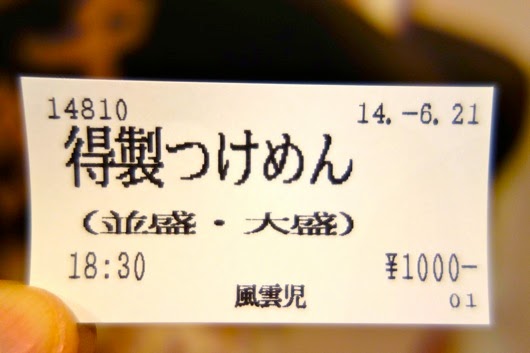 14810 14.-6.21
得製つけめん
(並盛・大盛)
18:30 ¥1000-
風雲児 01